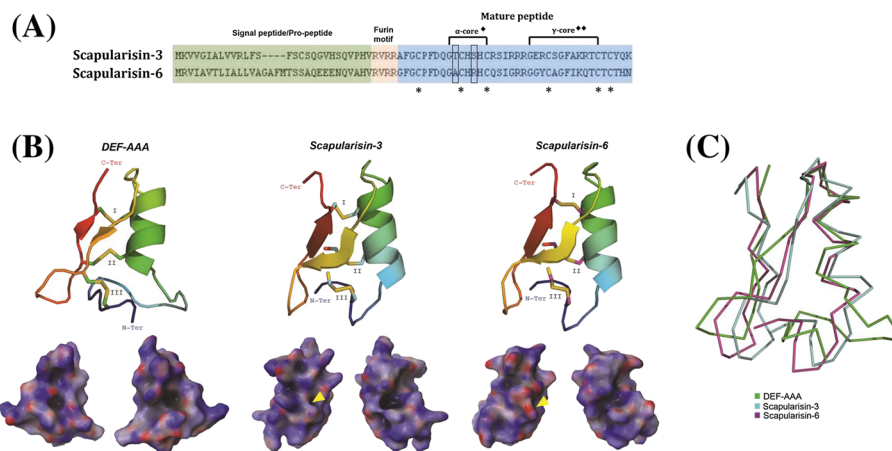 (A)
Mature peptide
Signal peptide/Pro-peptide
Furin motif
α-core ◆
γ-core ◆◆
Scapularisin-3 MKVVGIALVVRLFS----FSCSQGVHSQVPHVRVRRAFGCPFDQGTCHSHCRSIRRRGERCSGFAKRTCTCYQK
Scapularisin-6 MRVIAVTLIALLVAGAFMTSSAQEEENQVAHVRVRRGFGCPFDQGACHRHCQSIGRRGGYCAGFIKQTCTCTHN
* * * * * *
(B)
DEF-AAA
Scapularisin-3
Scapularisin-6
(C)
C-Ter
I
II
III
N-Ter
C-Ter
I
II
III
N-Ter
C-Ter
I
II
III
N-Ter
DEF-AAA
Scapularisin-3
Scapularisin-6